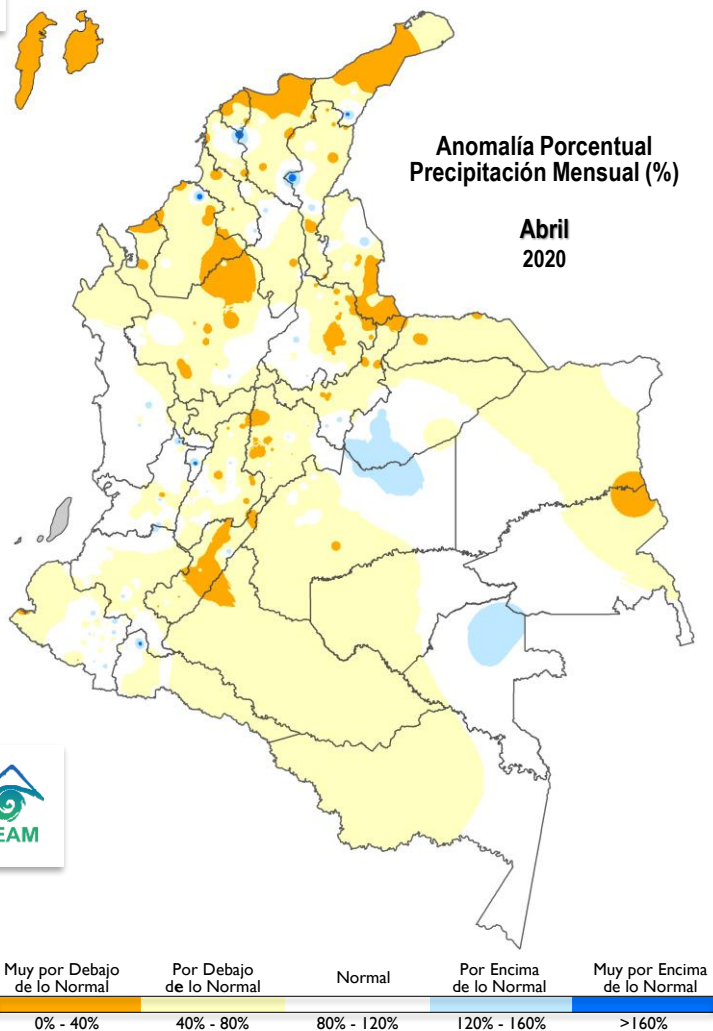 Anomalía Porcentual
Precipitación Mensual (%)
Abril
2020
EAM
Muy por Debajo
de lo Normal
Por Debajo
de lo Normal
Normal
Por Encima
de lo Normal
Muy por Encima
de lo Normal
0% - 40%
40% - 80%
80% - 120%
120% - 160%
>160%